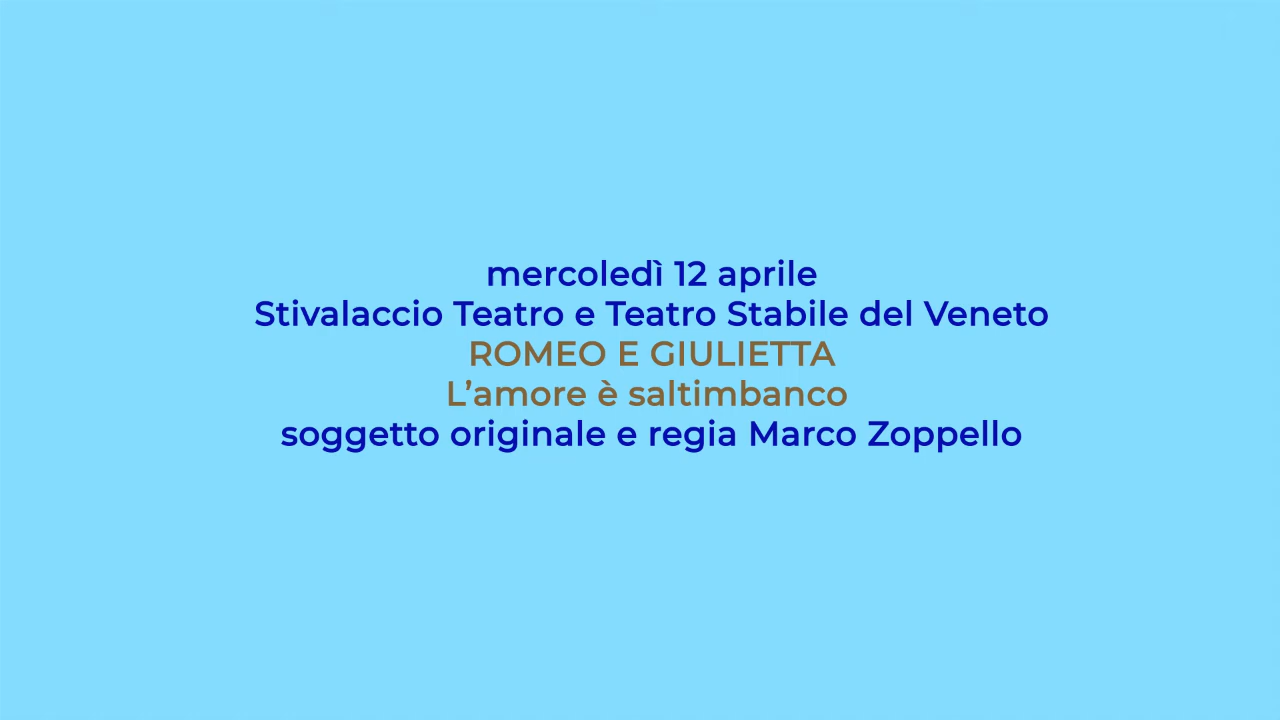 mercoledì 12 aprile
Stivalaccio Teatro e Teatro Stabile del Veneto
ROMEO E GIULIETTA
L’amore è saltimbanco
soggetto originale e regia Marco Zoppello